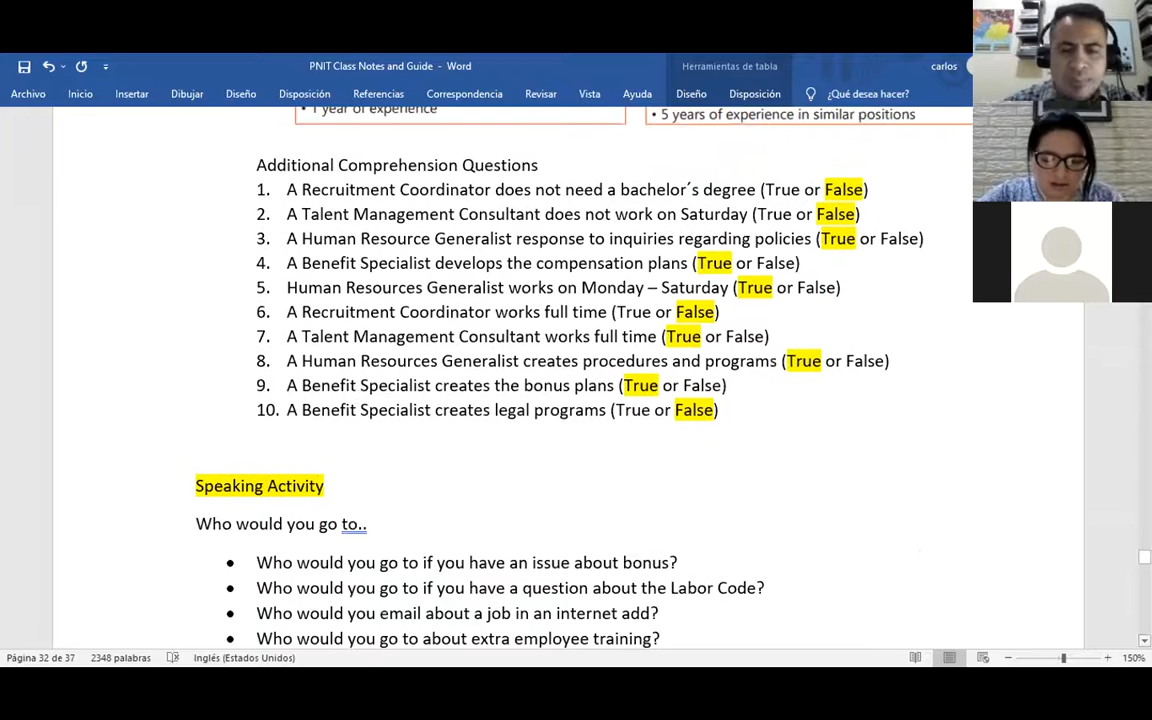 PNIT Class Notes and Guide - Word
Herramientas de tabla
carlos
Archivo Inicio Insertar Dibujar Diseño Disposición Referencias Correspondencia Revisar Vista Ayuda Diseño Disposición ¿Qué desea hacer?
• 1 year of experience
• 5 years of experience in similar positions
Additional Comprehension Questions
1. A Recruitment Coordinator does not need a bachelor´s degree (True or False)
2. A Talent Management Consultant does not work on Saturday (True or False)
3. A Human Resource Generalist response to inquiries regarding policies (True or False)
4. A Benefit Specialist develops the compensation plans (True or False)
5. Human Resources Generalist works on Monday – Saturday (True or False)
6. A Recruitment Coordinator works full time (True or False)
7. A Talent Management Consultant works full time (True or False)
8. A Human Resources Generalist creates procedures and programs (True or False)
9. A Benefit Specialist creates the bonus plans (True or False)
10. A Benefit Specialist creates legal programs (True or False)
Speaking Activity
Who would you go to..
• Who would you go to if you have an issue about bonus?
• Who would you go to if you have a question about the Labor Code?
• Who would you email about a job in an internet add?
• Who would you go to about extra employee training?
Página 32 de 37 2348 palabras Inglés (Estados Unidos) 150%